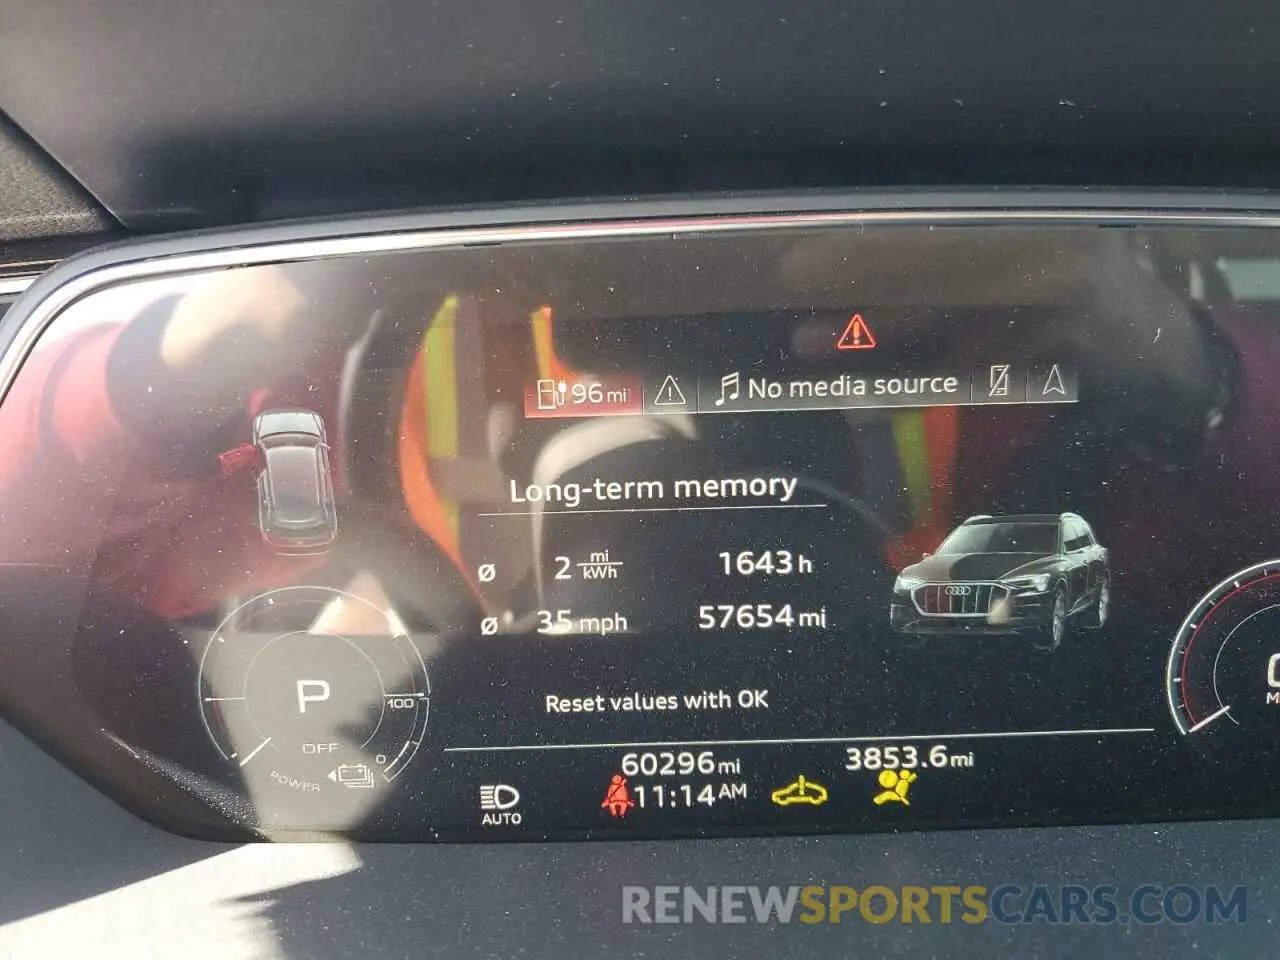 96 mi No media source
Long-term memory
ø 2 mi/kWh 1643 h
ø 35 mph 57654 mi
Reset values with OK
P
OFF
POWER
100
0
60296 mi 3853.6 mi
11:14 AM
AUTO
RENEWSPORTSCARS.COM